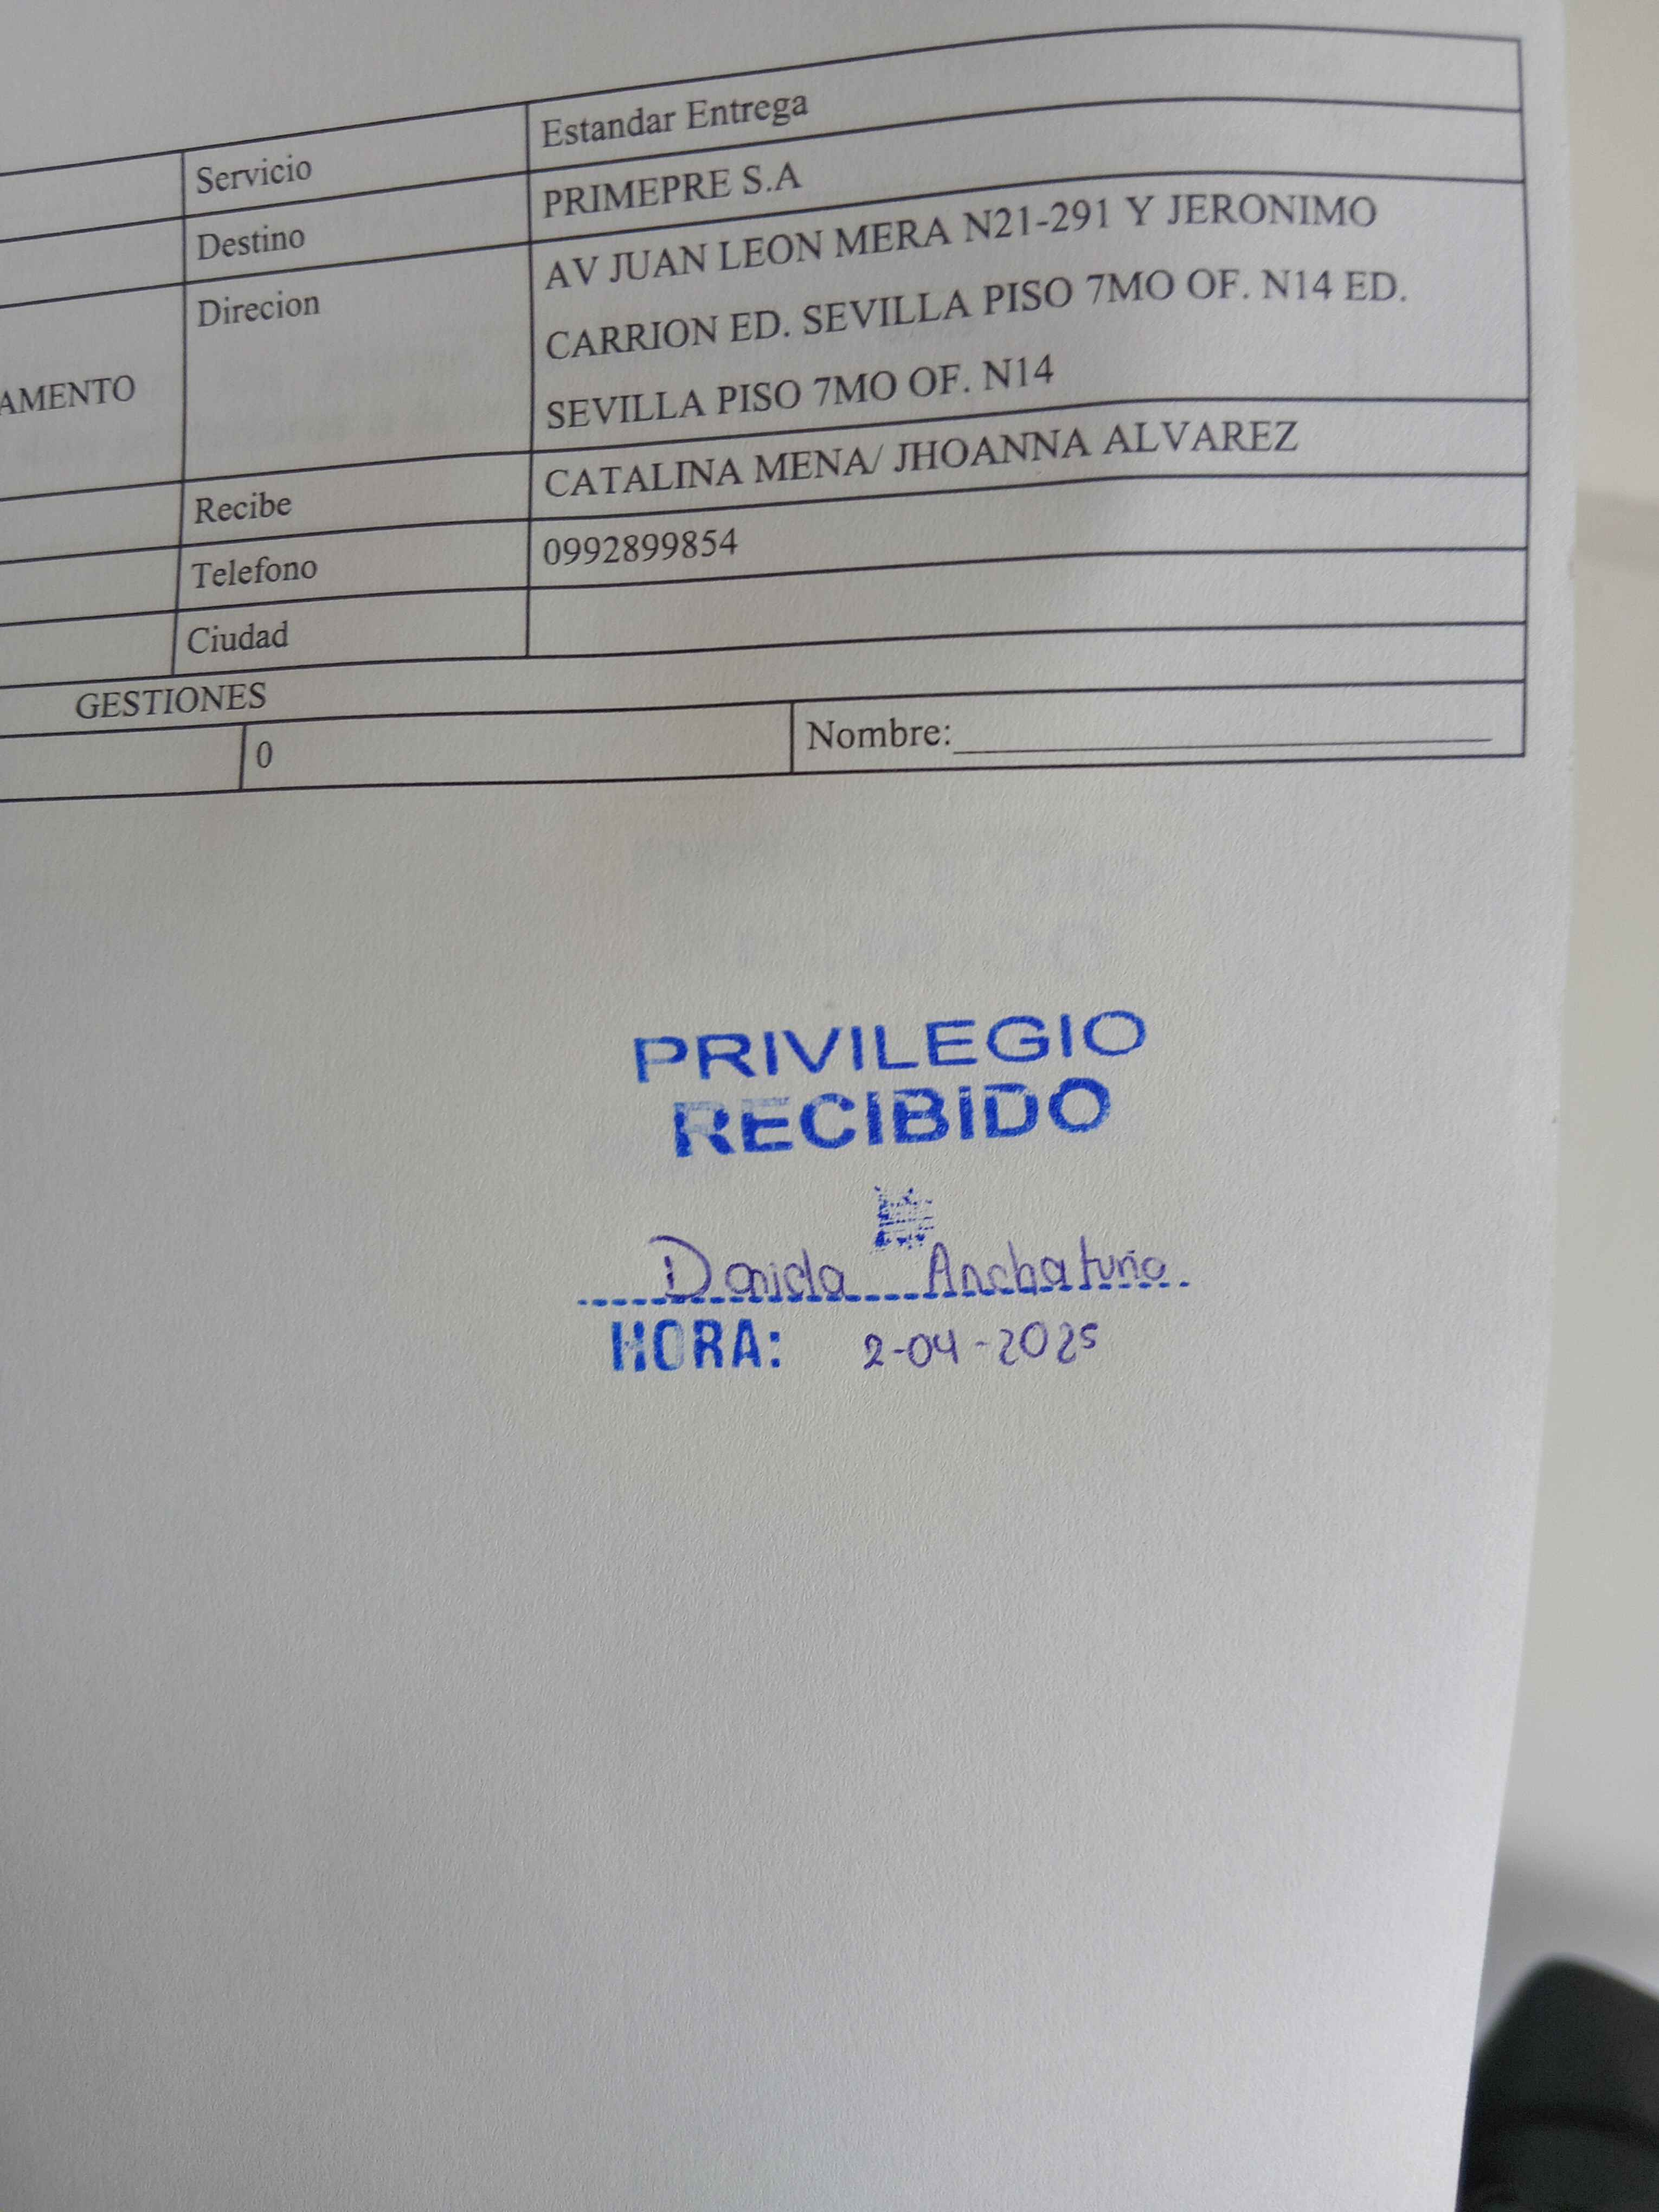 Servicio Estandar Entrega
Destino PRIMEPRE S.A
Direcion AV JUAN LEON MERA N21-291 Y JERONIMO
CARRION ED. SEVILLA PISO 7MO OF. N14 ED.
AMENTO SEVILLA PISO 7MO OF. N14
Recibe CATALINA MENA/ JHOANNA ALVAREZ
Telefono 0992899854
Ciudad
GESTIONES
0 Nombre:
PRIVILEGIO
RECIBIDO
HORA: 2-04-2025